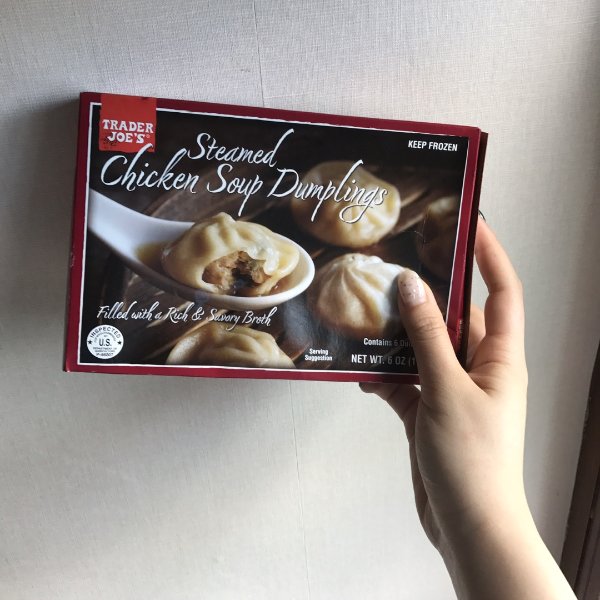 TRADER
JOE'S
KEEP FROZEN
Steamed
Chicken Soup Dumplings
Filled with a Rich & Savory Broth
INSPECTED
U.S.
Serving
Suggestion
Contains 6
NET WT. 6 OZ